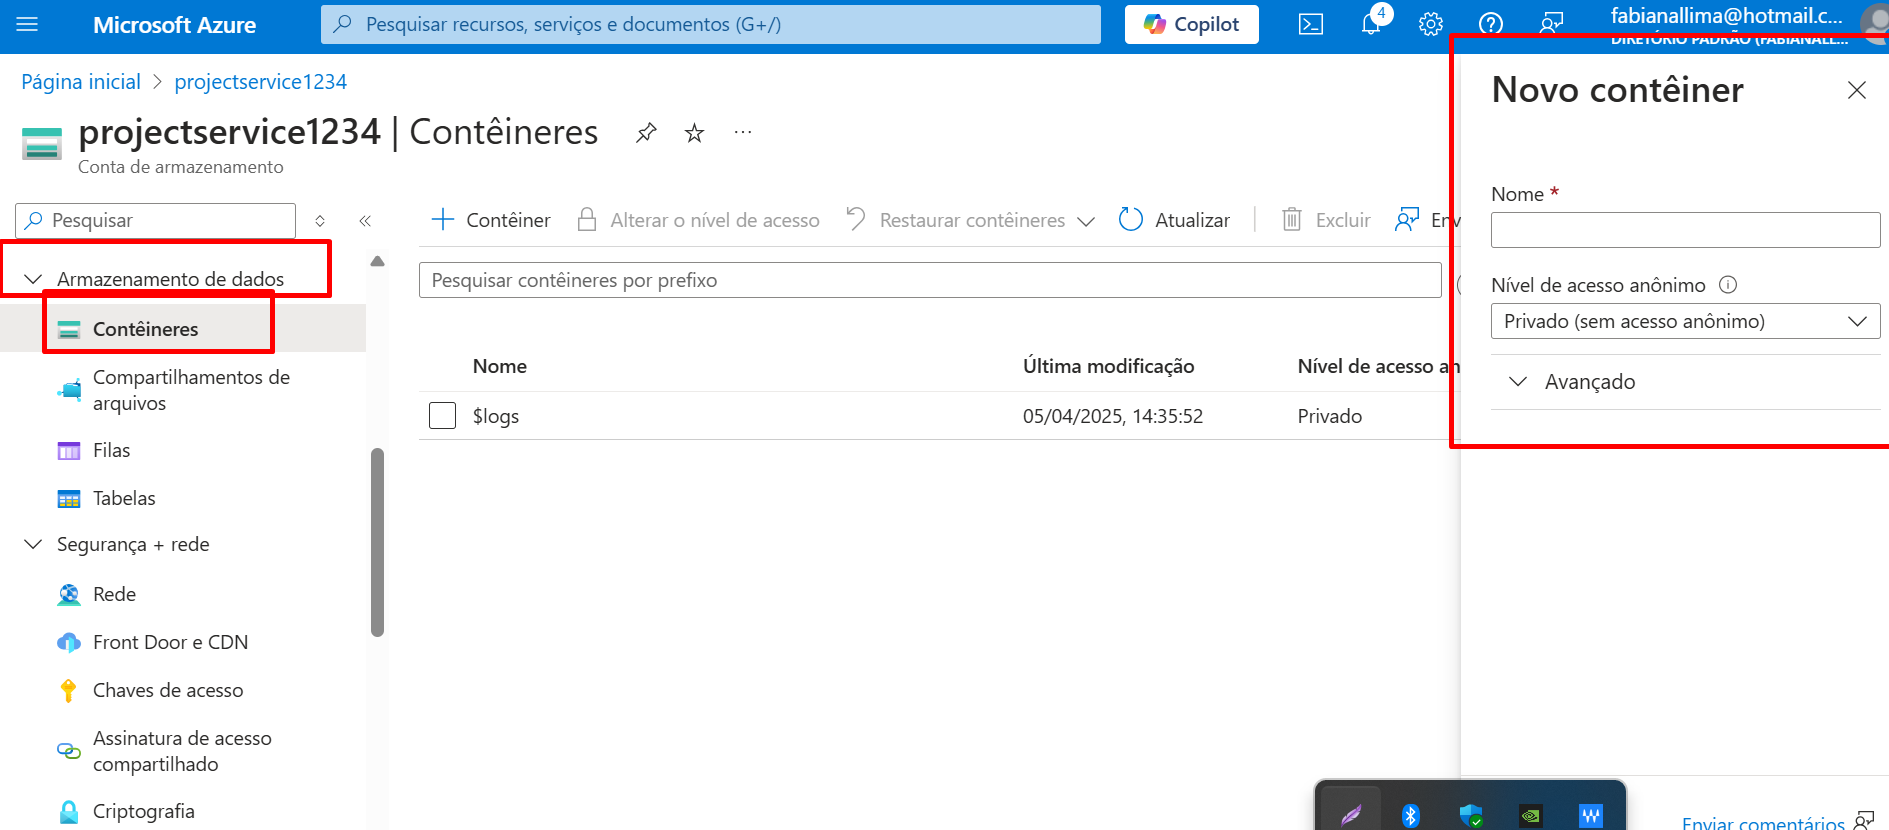 Microsoft Azure
Pesquisar recursos, serviços e documentos (G+/)
Copilot
4
fabianallima@hotmail.c...
DIRETÓRIO PADRÃO (FABIANALL...
Página inicial > projectservice1234
projectservice1234 | Contêineres
Conta de armazenamento
Pesquisar
Armazenamento de dados
Contêineres
Compartilhamentos de
arquivos
Filas
Tabelas
Segurança + rede
Rede
Front Door e CDN
Chaves de acesso
Assinatura de acesso
compartilhado
Criptografia
Contêiner
Alterar o nível de acesso
Restaurar contêineres
Atualizar
Excluir
Env
Pesquisar contêineres por prefixo
Nome Última modificação Nível de acesso an
$logs 05/04/2025, 14:35:52 Privado
Novo contêiner
Nome *
Nível de acesso anônimo
Privado (sem acesso anônimo)
Avançado
Enviar comentários